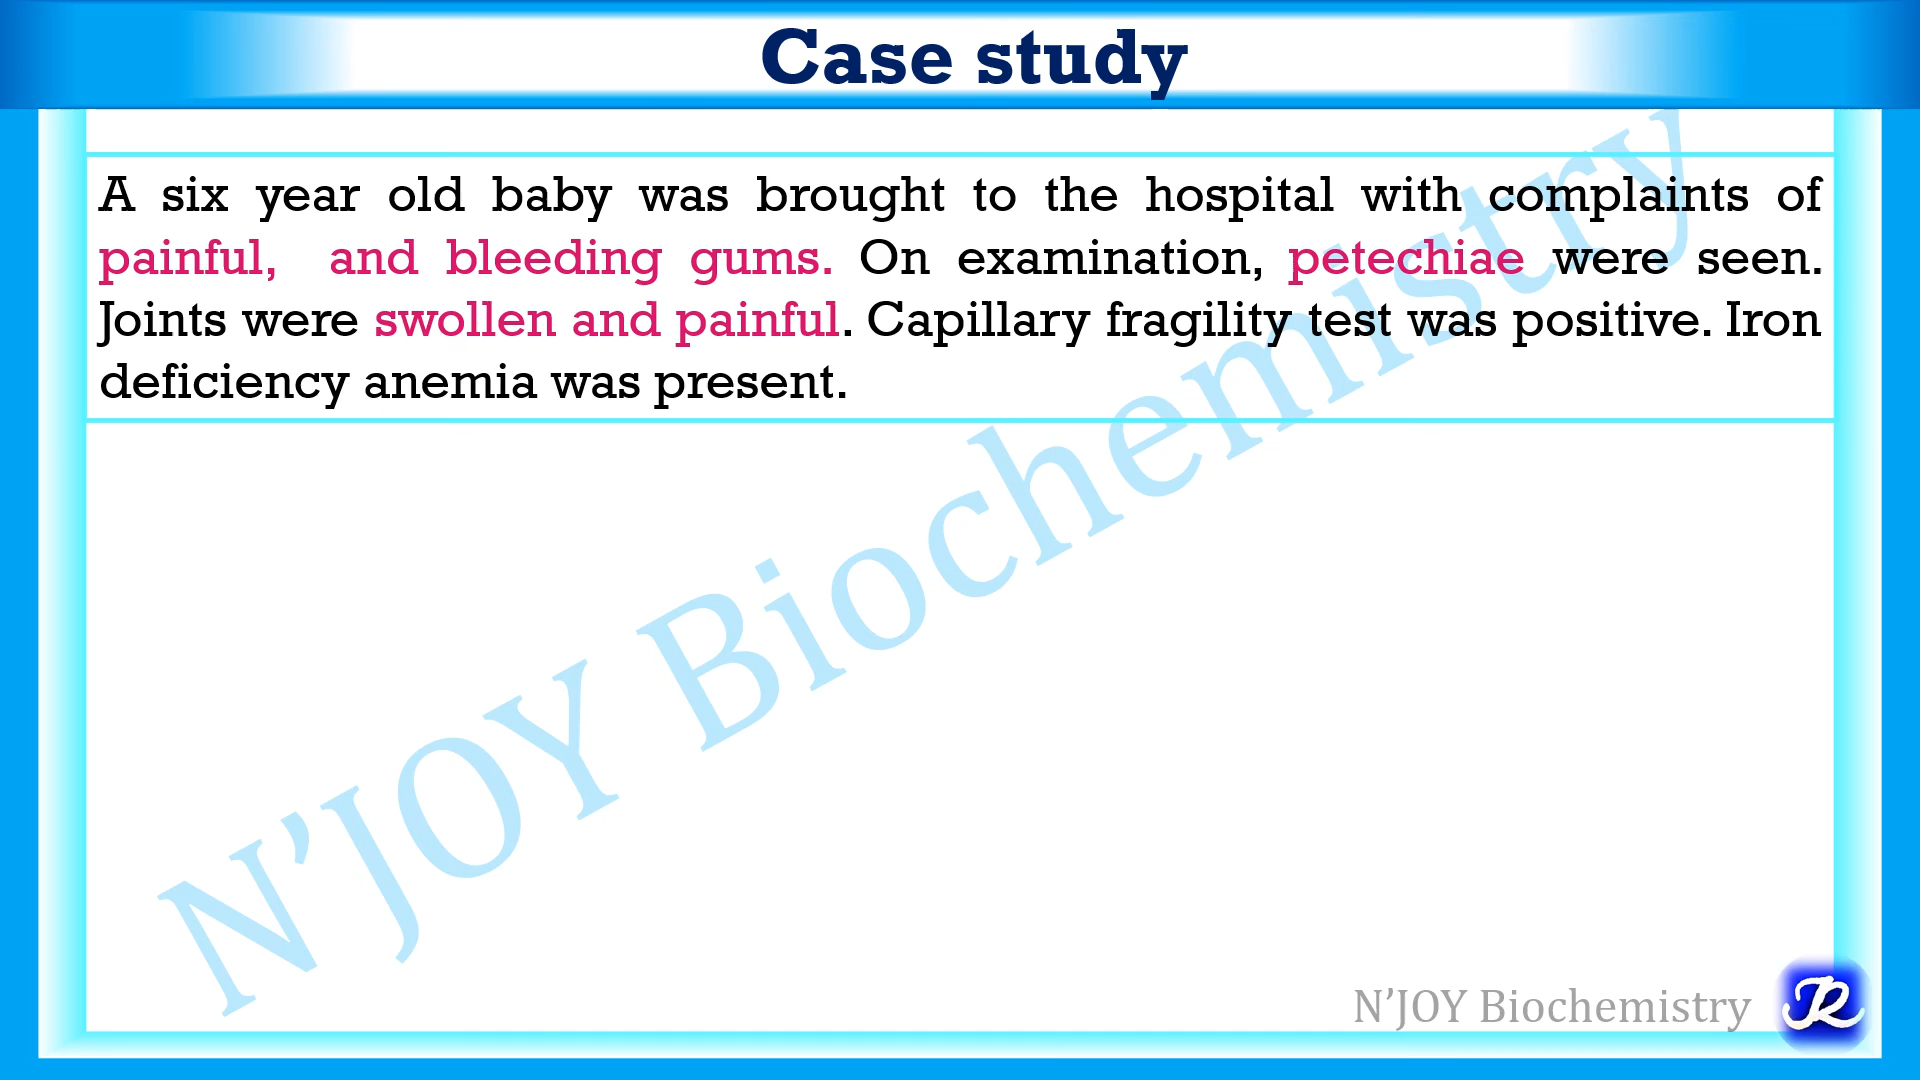 Case study
A six year old baby was brought to the hospital with complaints of
painful, and bleeding gums. On examination, petechiae were seen.
Joints were swollen and painful. Capillary fragility test was positive. Iron
deficiency anemia was present.
N’JOY Biochemistry
N’JOY Biochemistry
JR